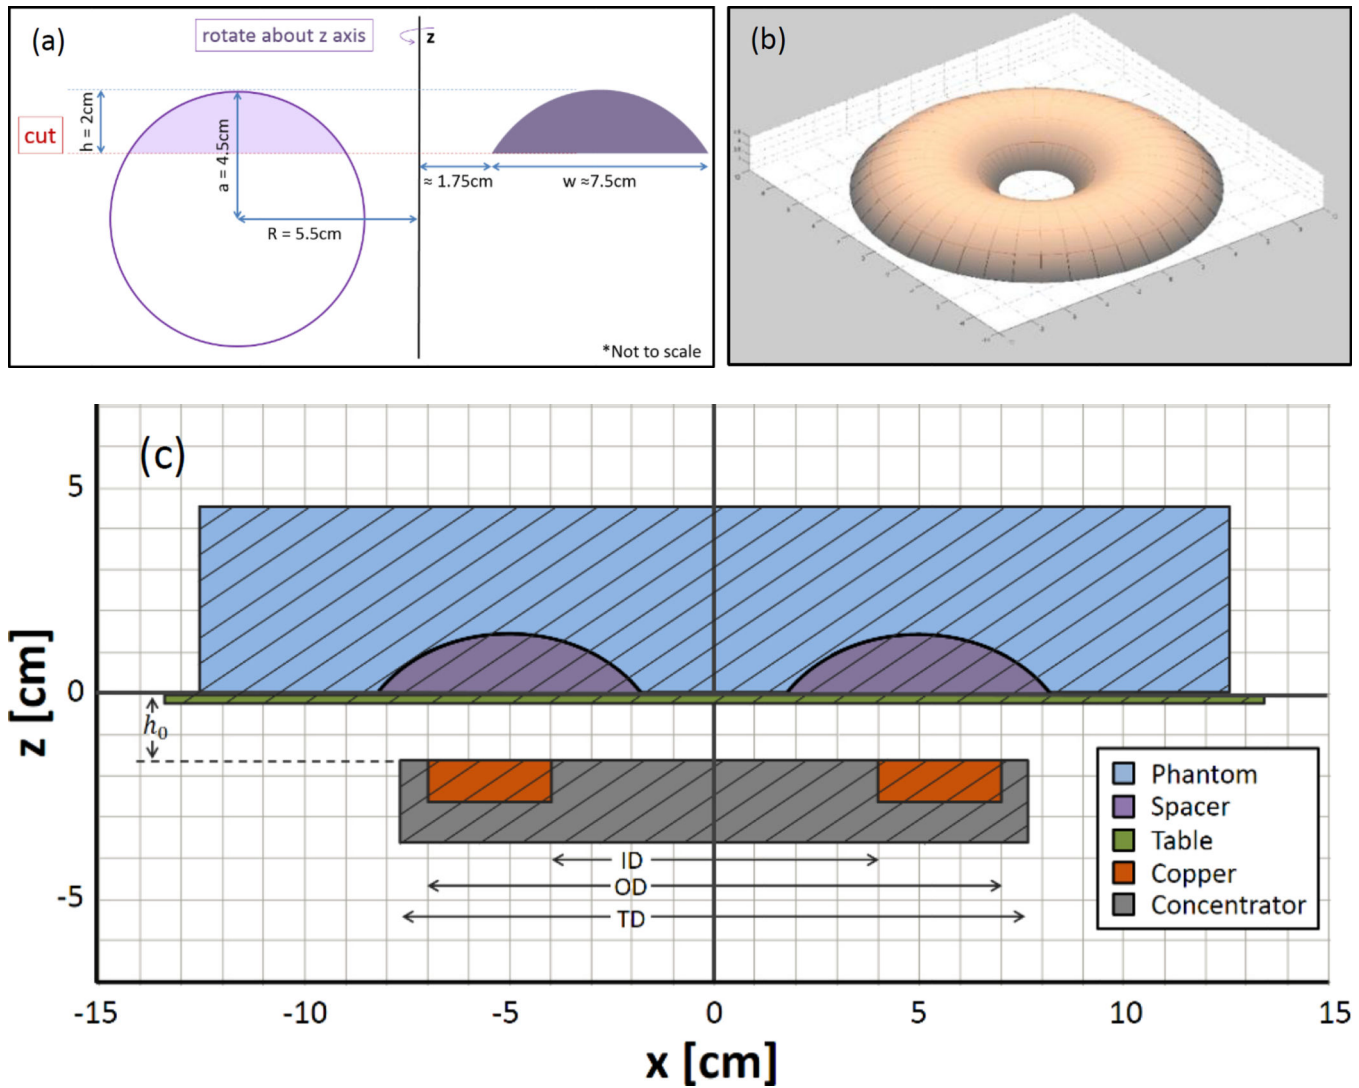 (a)
rotate about z axis
z
cut
h = 2cm
a = 4.5cm
R = 5.5cm
≈ 1.75cm
w ≈7.5cm
*Not to scale
(b)
(c)
5
0
-5
z [cm]
h₀
ID
OD
TD
Phantom
Spacer
Table
Copper
Concentrator
-15
-10
-5
0
5
10
15
x [cm]